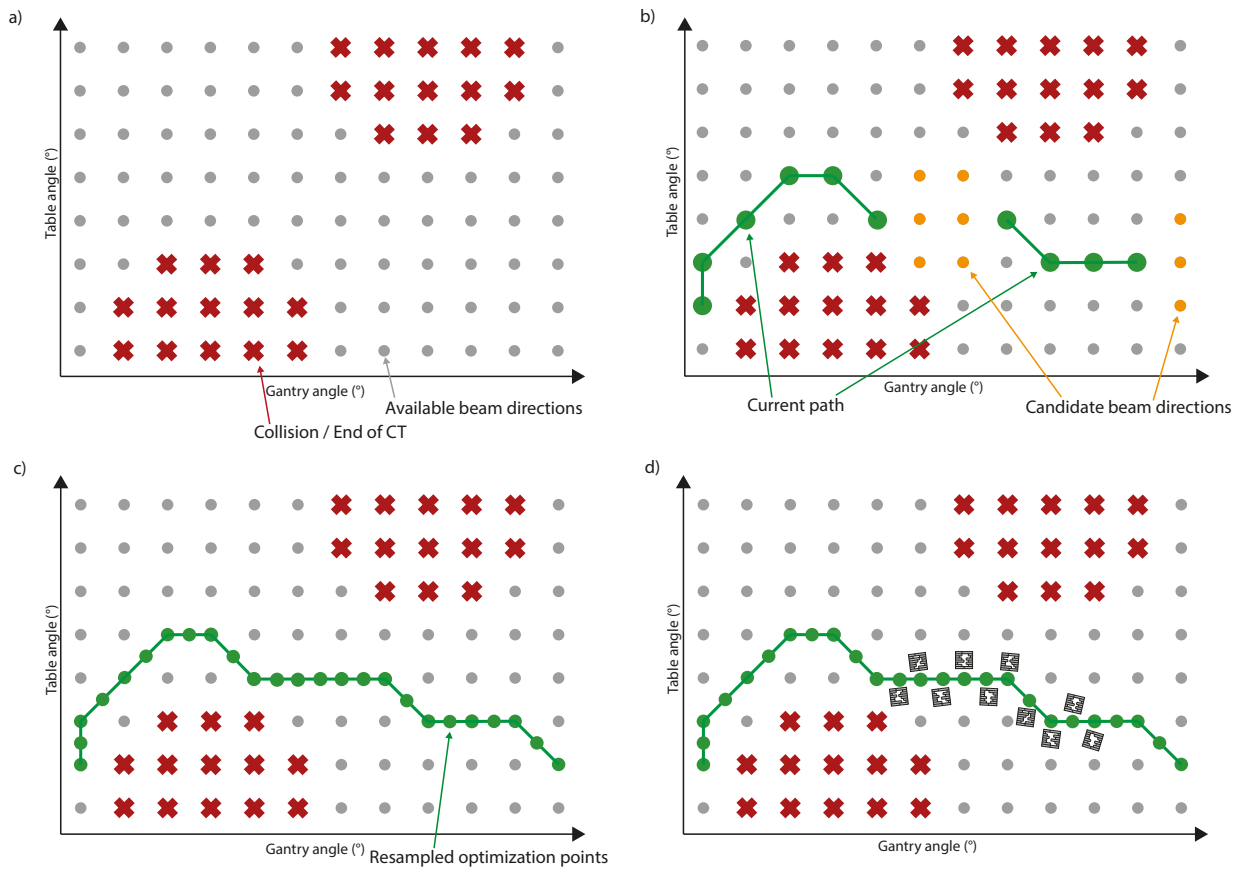 a)
Table angle (°)
Gantry angle (°)
Available beam directions
Collision / End of CT
b)
Table angle (°)
Gantry angle (°)
Current path
Candidate beam directions
c)
Table angle (°)
Gantry angle (°)
Resampled optimization points
d)
Table angle (°)
Gantry angle (°)